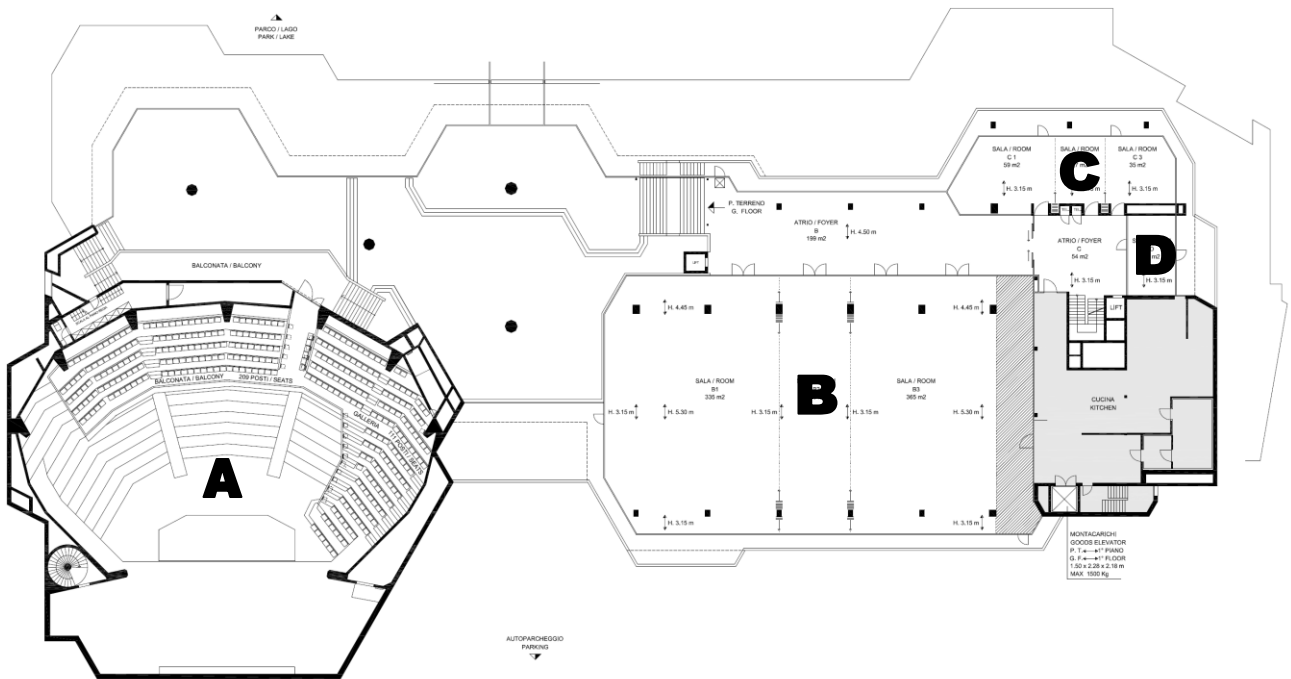 PARCO / LAGO
PARK / LAKE
SALA / ROOM
C 1
59 m2
SALA / ROOM
C 3
35 m2
C
H. 3.15 m
H. 3.15 m
P. TERRENO
G. FLOOR
ATRIO / FOYER
B
199 m2
H. 4.50 m
ATRIO / FOYER
C
54 m2
D
H. 3.15 m
H. 3.15 m
LIFT
BALCONATA / BALCONY
H. 4.45 m
H. 4.45 m
LIFT
BALCONATA / BALCONY 209 POSTI / SEATS
GALLERIA
111 POSTI / SEATS
A
SALA / ROOM
B1
335 m2
B
SALA / ROOM
B3
365 m2
H. 3.15 m
H. 5.30 m
H. 3.15 m
H. 3.15 m
H. 5.30 m
CUCINA
KITCHEN
H. 3.15 m
H. 3.15 m
MONTACARICHI
GOODS ELEVATOR
P. T. 1° PIANO
G. F. 1° FLOOR
1.50 x 2.28 x 2.18 m
MAX 1500 Kg
AUTOPARCHEGGIO
PARKING